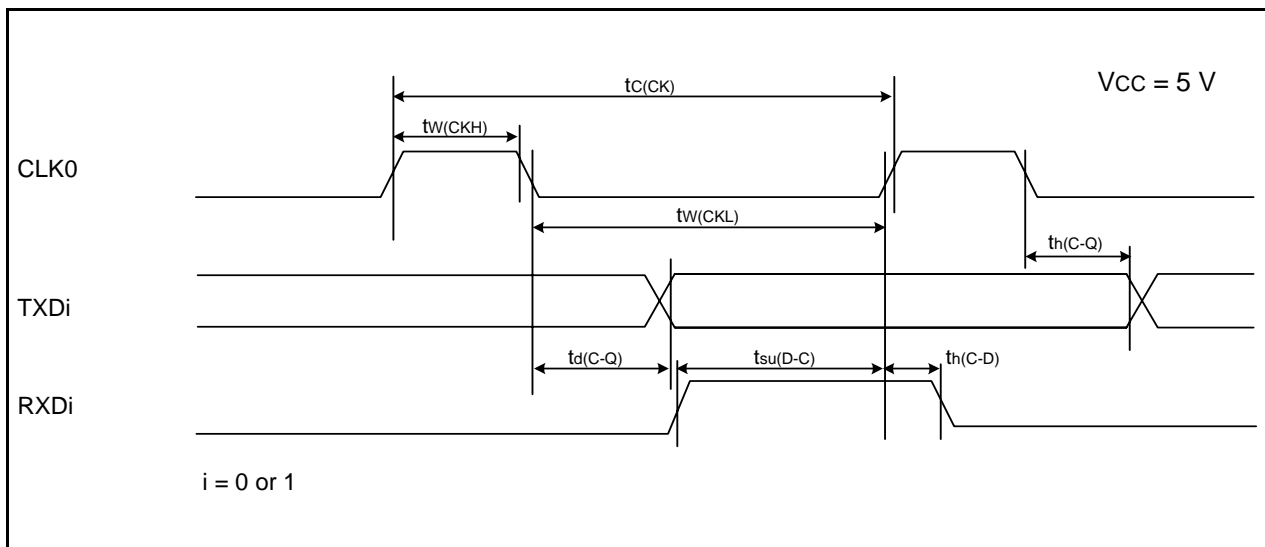 tC(CK)
VCC = 5 V
tW(CKH)
CLK0
tW(CKL)
th(C-Q)
TXDi
td(C-Q)
tsu(D-C)
th(C-D)
RXDi
i = 0 or 1